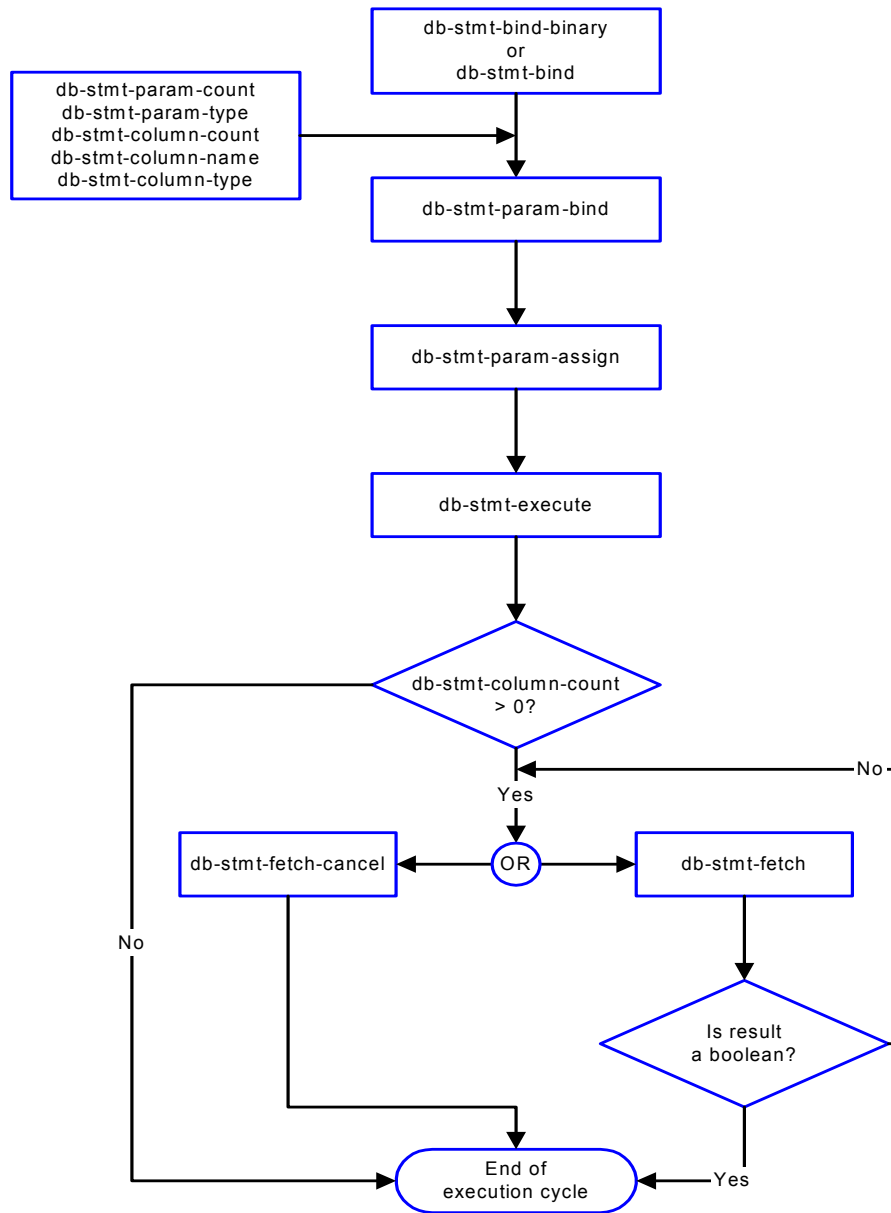 db-stmt-bind-binary
or
db-stmt-bind
db-stmt-param-count
db-stmt-param-type
db-stmt-column-count
db-stmt-column-name
db-stmt-column-type
db-stmt-param-bind
db-stmt-param-assign
db-stmt-execute
db-stmt-column-count
> 0?
No
Yes
db-stmt-fetch-cancel
OR
db-stmt-fetch
No
Is result
a boolean?
End of
execution cycle
Yes